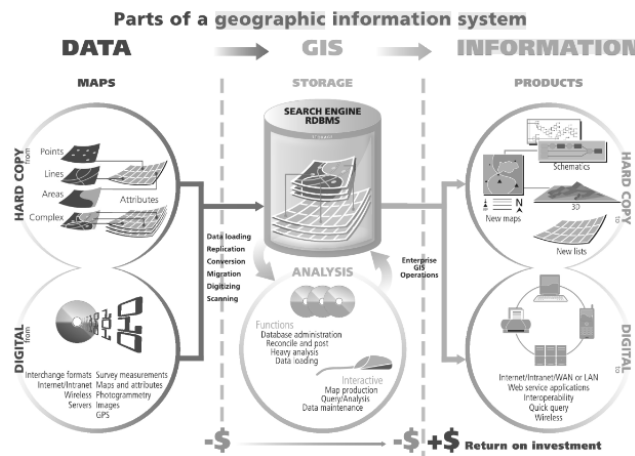 Parts of a geographic information system
DATA
GIS
INFORMATION
MAPS
STORAGE
PRODUCTS
HARD COPY
from
Points
Lines
Areas
Complex
Attributes
SEARCH ENGINE
RDBMS
Data loading
Replication
Conversion
Migration
Digitizing
Scanning
Enterprise
GIS
Operations
Schematics
N
New maps
3D
New lists
HARD COPY
to
DIGITAL
from
Interchange formats
Internet/Intranet
Wireless
Servers
Survey measurements
Maps and attributes
Photogrammetry
Images
GPS
ANALYSIS
Functions
Database administration
Reconcile and post
Heavy analysis
Data loading
Interactive
Map production
Query/Analysis
Data maintenance
Internet/Intranet/WAN or LAN
Web service applications
Interoperability
Quick query
Wireless
DIGITAL
to
-$
-$
+$ Return on investment